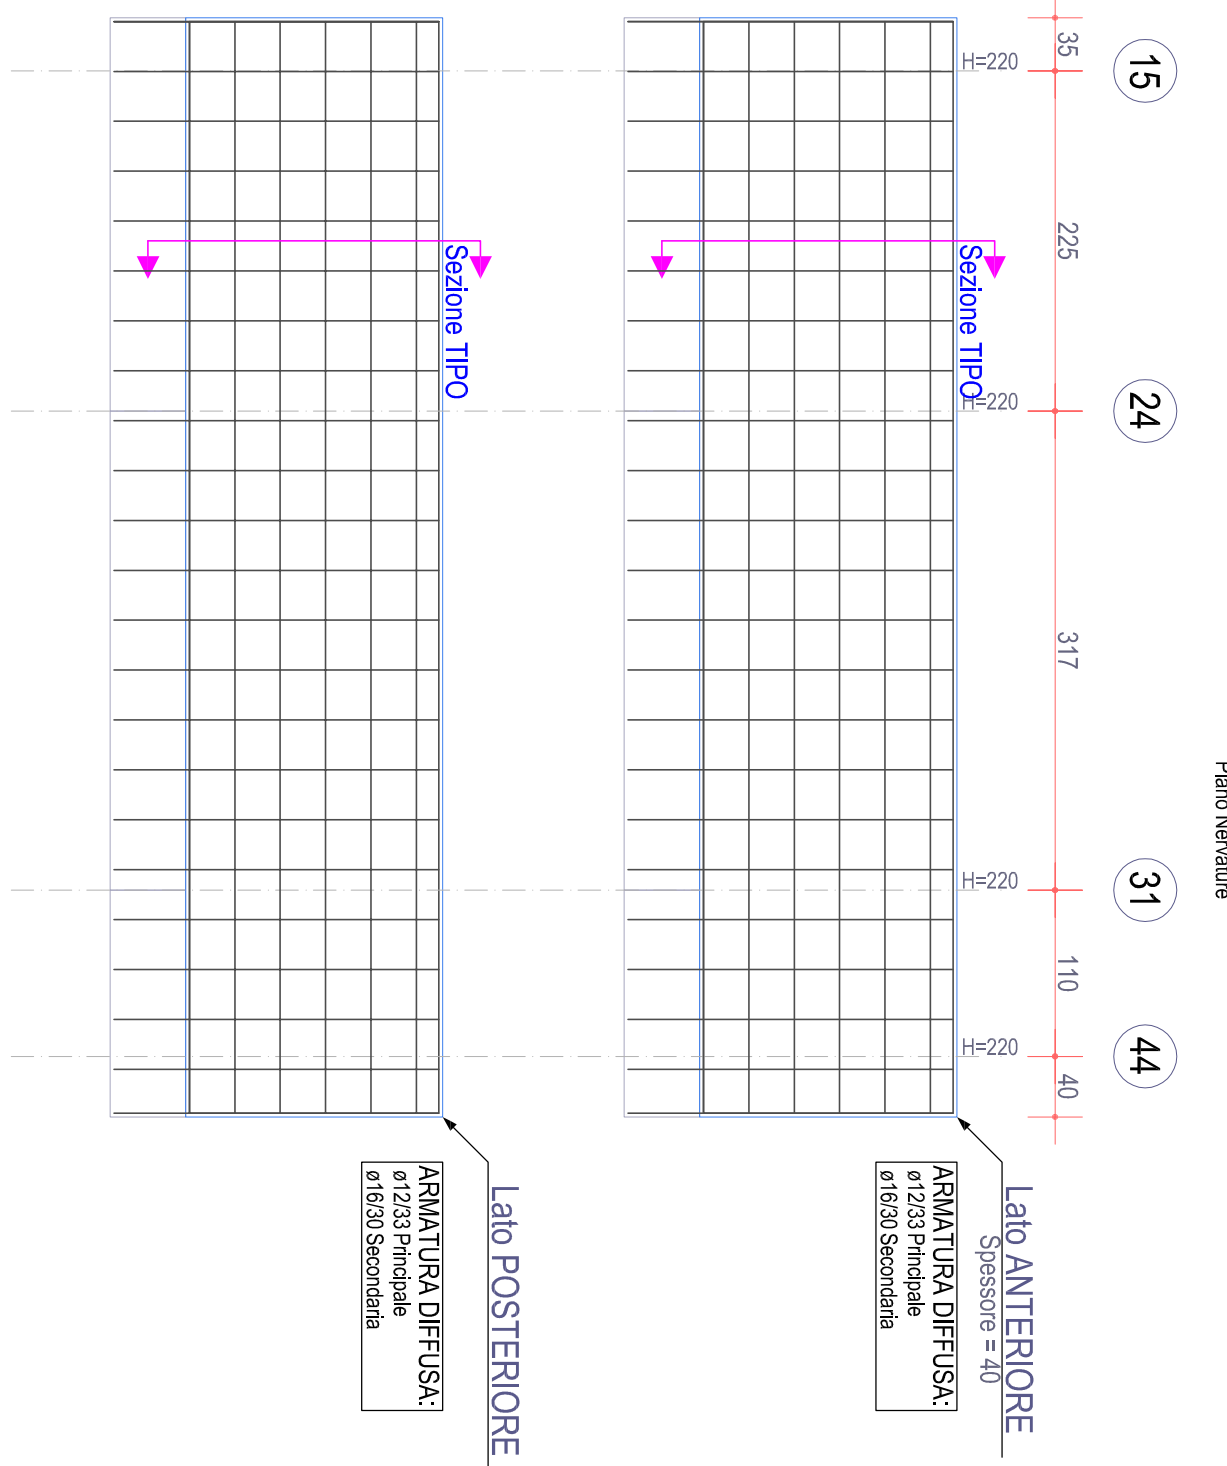 15
24
31
44
35
225
317
110
40
Piano Nervature
H=220
H=220
H=220
H=220
Sezione TIPO
Sezione TIPO
Lato ANTERIORE
Spessore = 40
ARMATURA DIFFUSA:
ø12/33 Principale
ø16/30 Secondaria
Lato POSTERIORE
ARMATURA DIFFUSA:
ø12/33 Principale
ø16/30 Secondaria